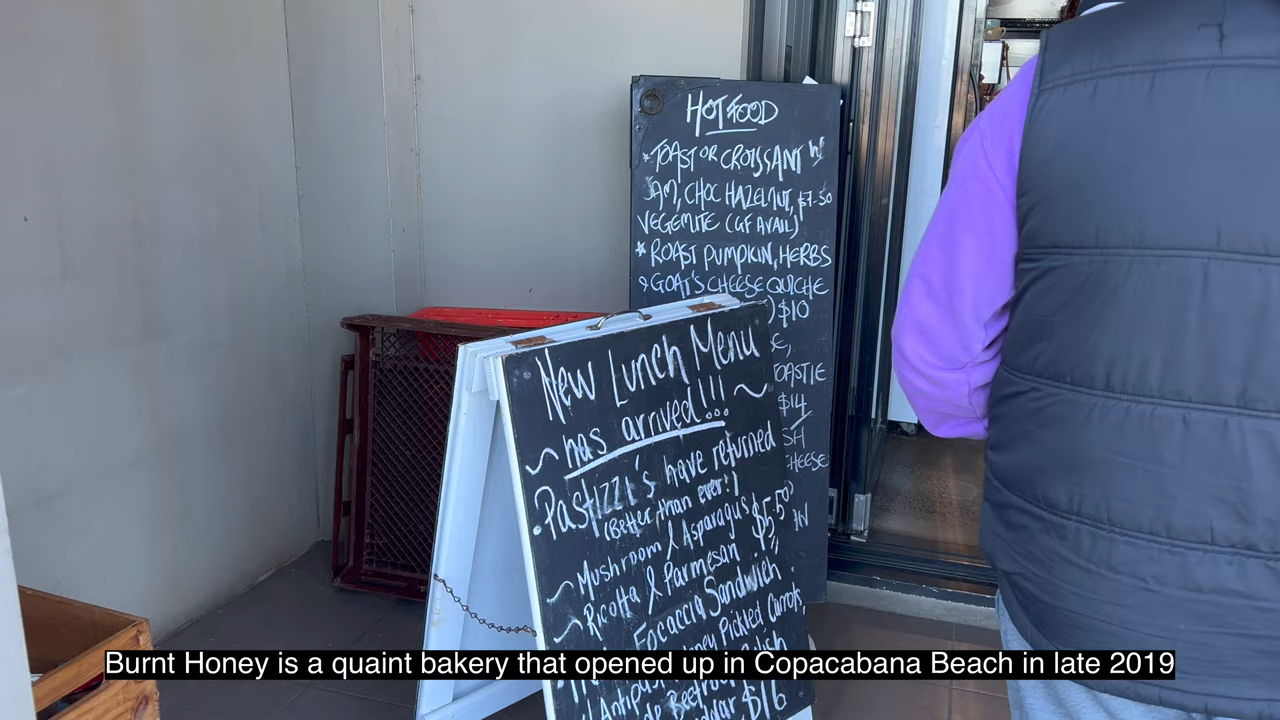 HOT FOOD
* TOAST OR CROISSANT W/
JAM, CHOC HAZELNUT, $7.50
VEGEMITE (GF AVAIL)
* ROAST PUMPKIN, HERBS
& GOAT'S CHEESE QUICHE
) $10
OASTIE
$14
CHEESE
New Lunch Menu
~ has arrived!!! ~
• Pastizzi's have returned
(Better than ever!)
~ Mushroom & Asparagus $5.50
~ Ricotta & Parmesan "
Focaccia Sandwich
Pickled Carrots,
$16
Burnt Honey is a quaint bakery that opened up in Copacabana Beach in late 2019